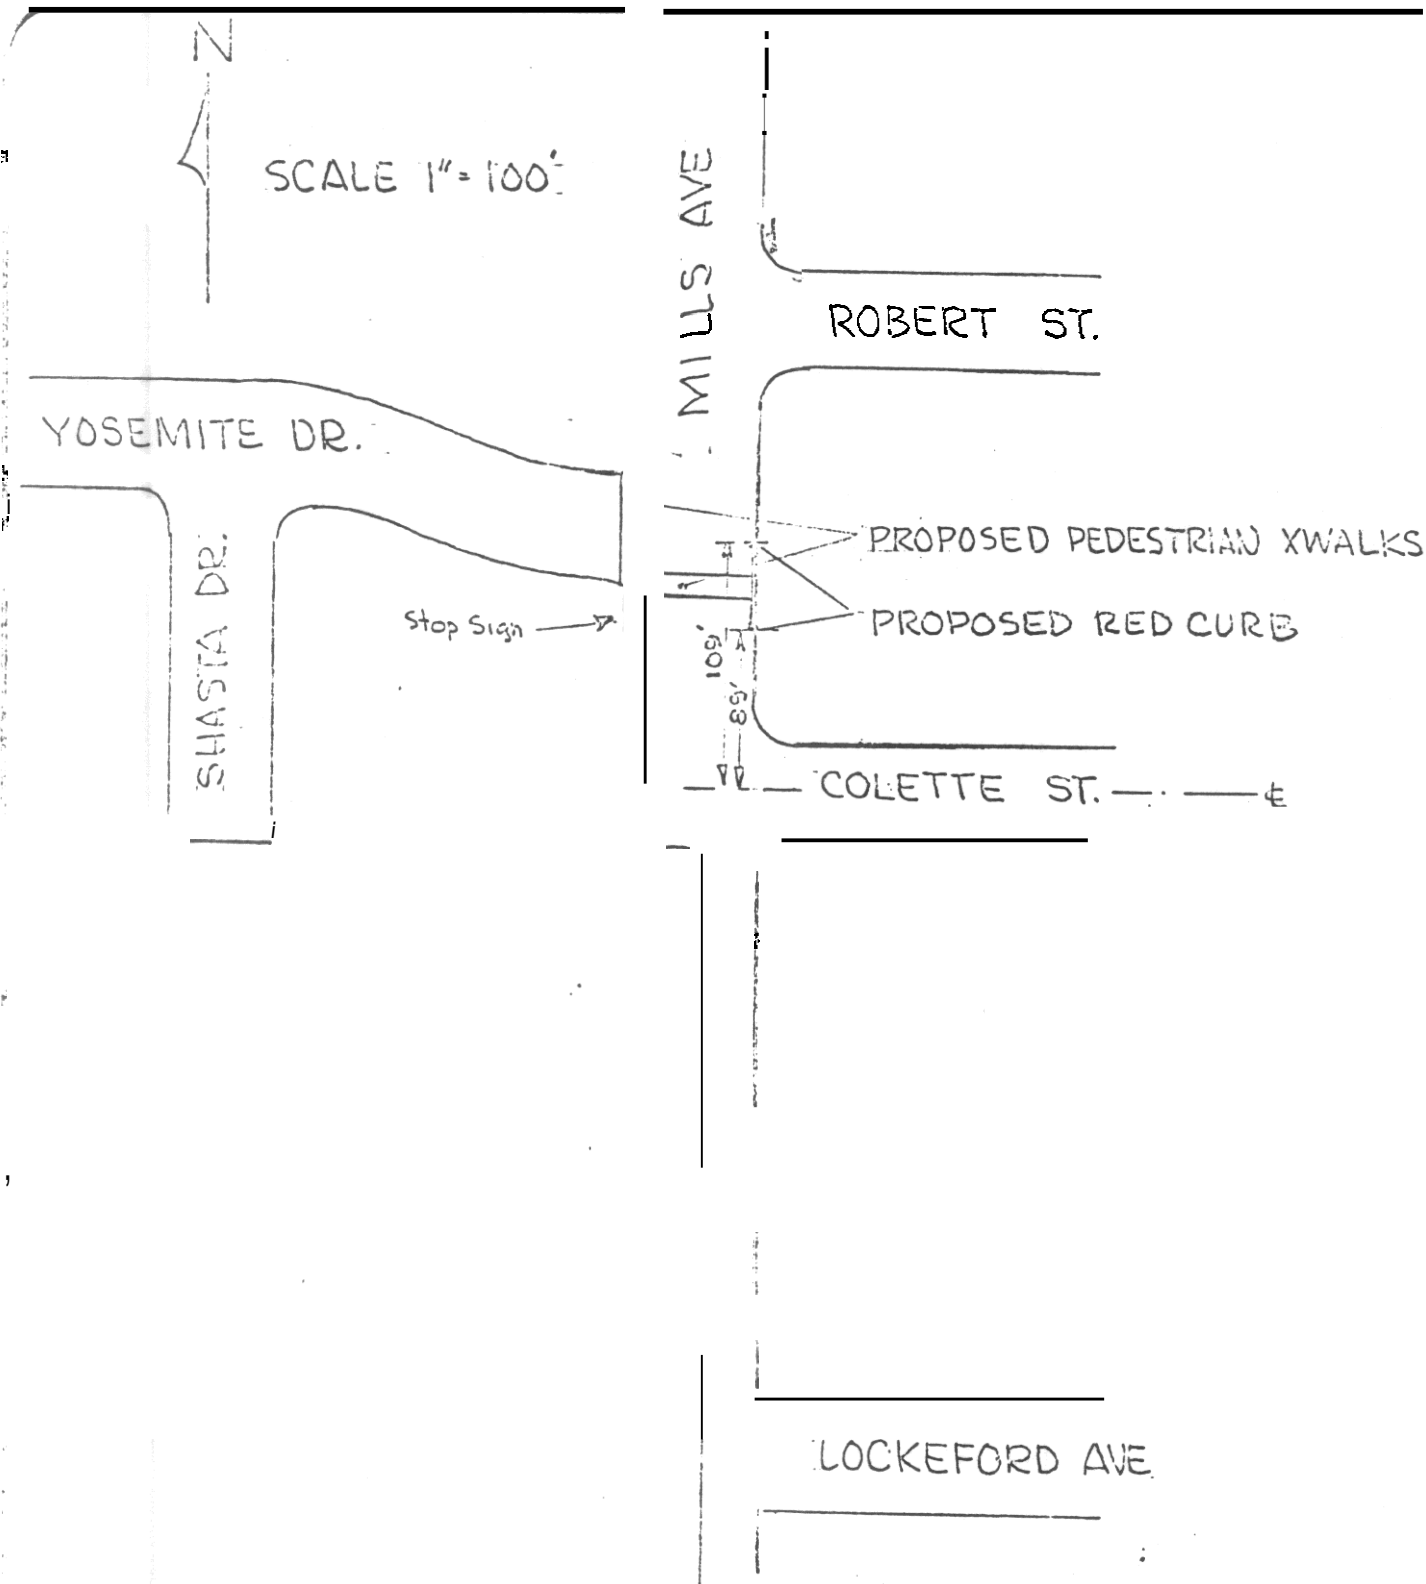 N
SCALE 1"=100'
MILLS AVE
ROBERT ST.
YOSEMITE DR.
SHASTA DR.
PROPOSED PEDESTRIAN XWALKS
PROPOSED RED CURB
Stop Sign
109'
89'
COLETTE ST.
LOCKEFORD AVE